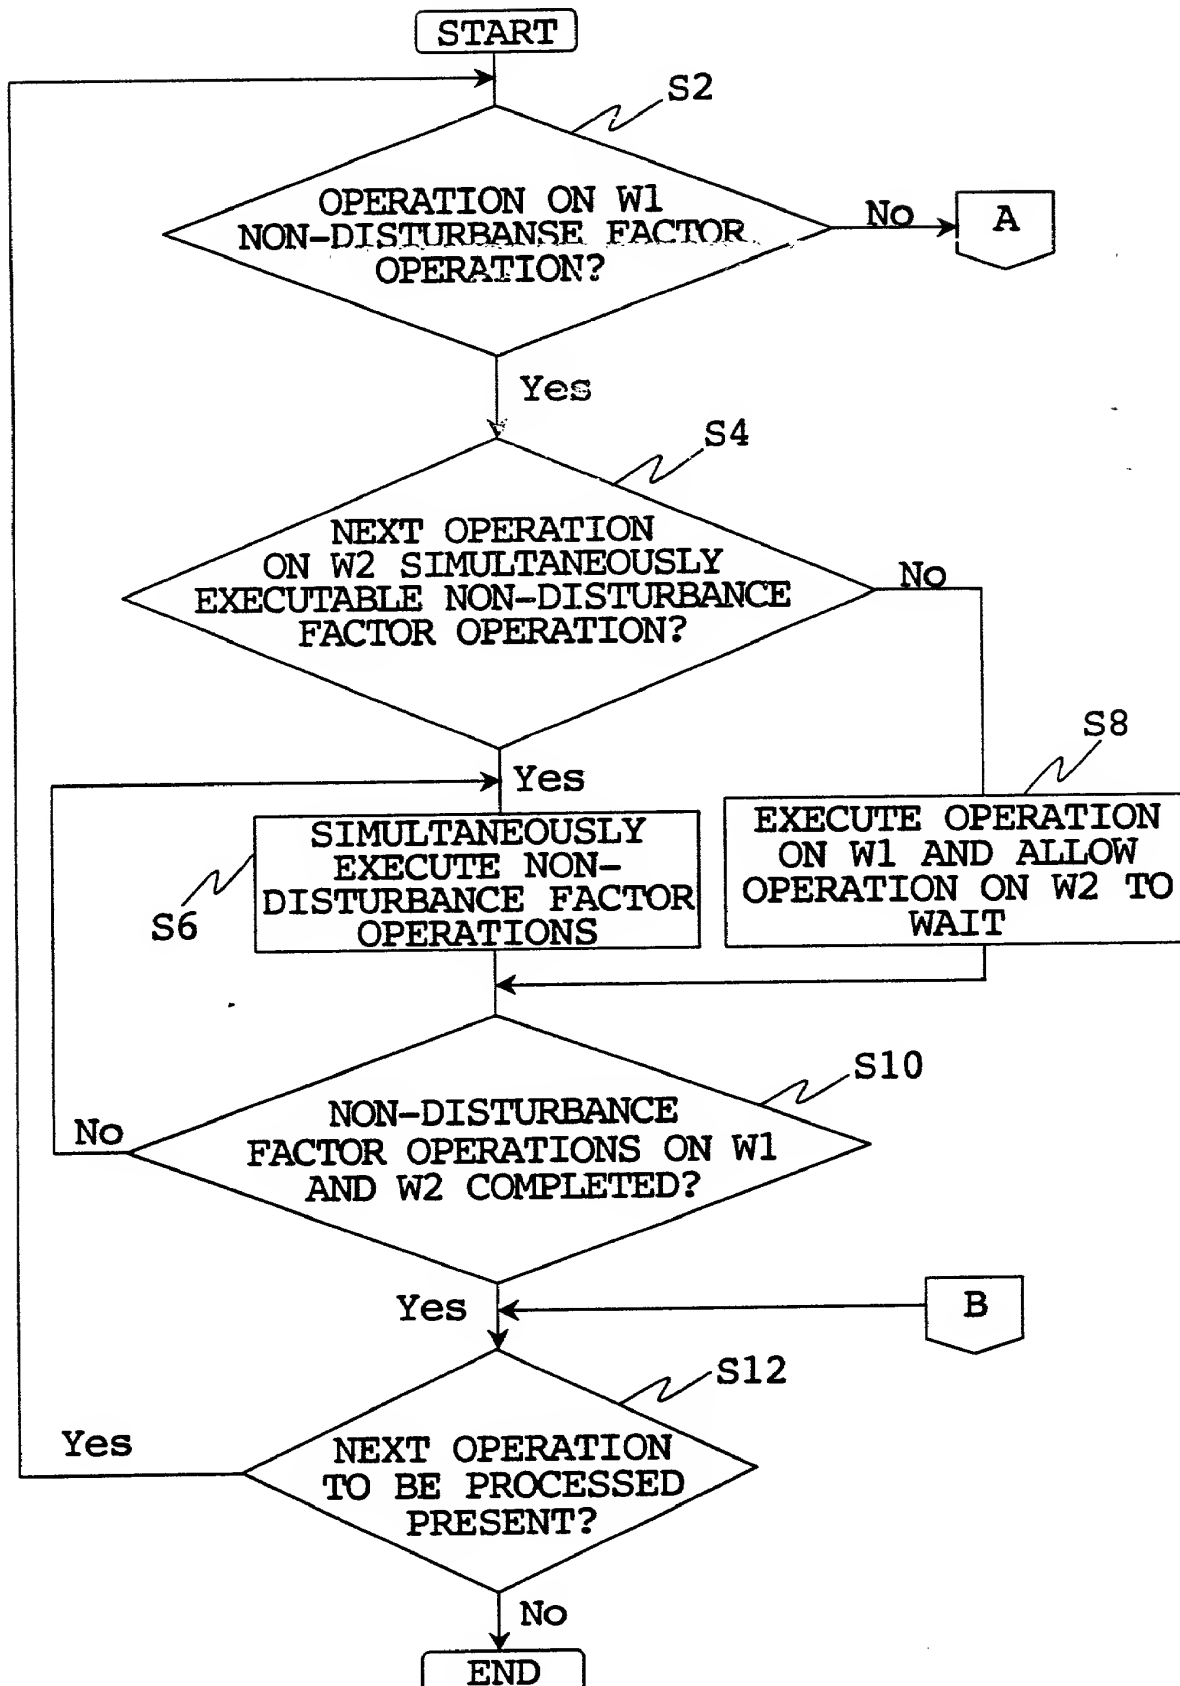 START
S2
OPERATION ON W1
NON-DISTURBANSE FACTOR
OPERATION?
No
A
Yes
S4
NEXT OPERATION
ON W2 SIMULTANEOUSLY
EXECUTABLE NON-DISTURBANCE
FACTOR OPERATION?
No
S8
Yes
SIMULTANEOUSLY
EXECUTE NON-
DISTURBANCE FACTOR
OPERATIONS
S6
EXECUTE OPERATION
ON W1 AND ALLOW
OPERATION ON W2 TO
WAIT
S10
NON-DISTURBANCE
FACTOR OPERATIONS ON W1
AND W2 COMPLETED?
No
Yes
B
S12
NEXT OPERATION
TO BE PROCESSED
PRESENT?
Yes
No
END